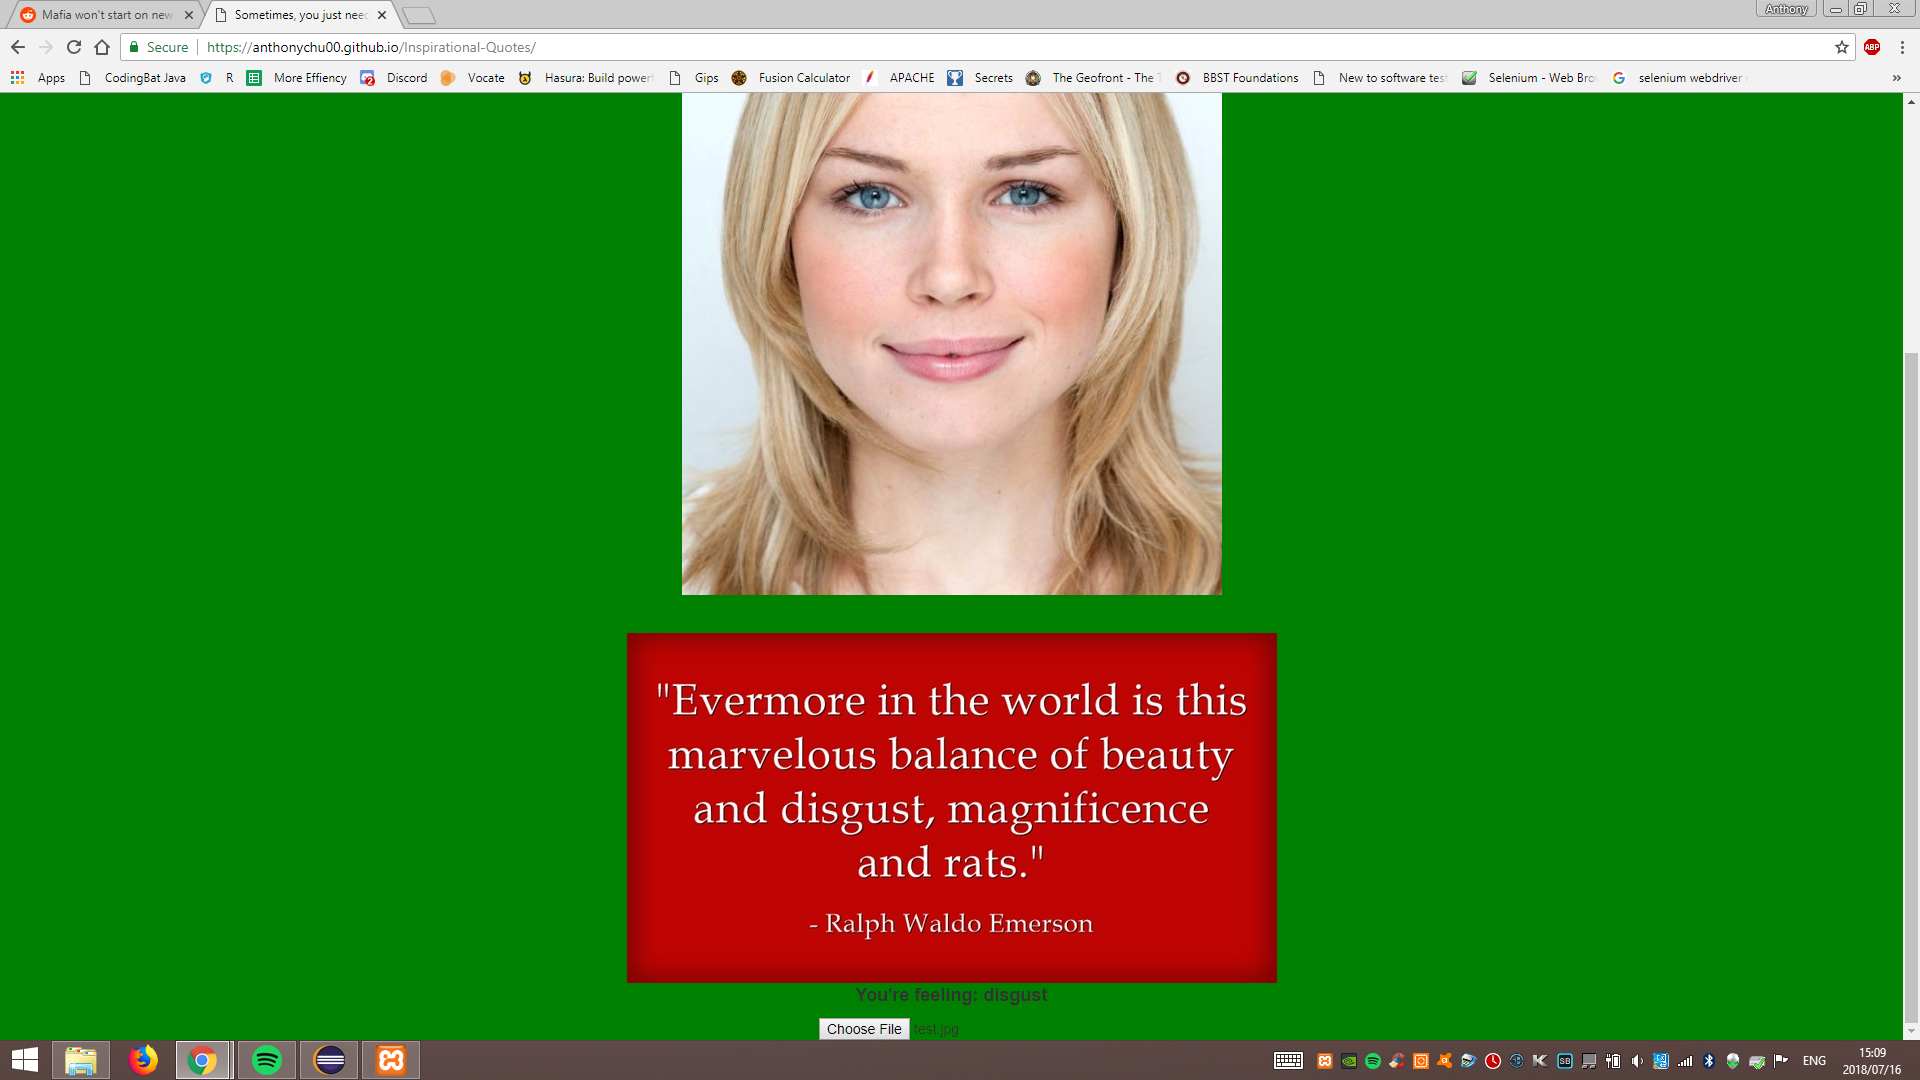 Anthony
Mafia won't start on new
Sometimes, you just need
Secure
https://anthonychu00.github.io/Inspirational-Quotes/
ABP
Apps
CodingBat Java
R
More Effiency
Discord
Vocate
Hasura: Build powerf
Gips
Fusion Calculator
APACHE
Secrets
The Geofront - The T
BBST Foundations
New to software test
Selenium - Web Bro
selenium webdriver
»
"Evermore in the world is this
marvelous balance of beauty
and disgust, magnificence
and rats."
- Ralph Waldo Emerson
You're feeling: disgust
Choose File test.jpg
ENG
15:09
2018/07/16